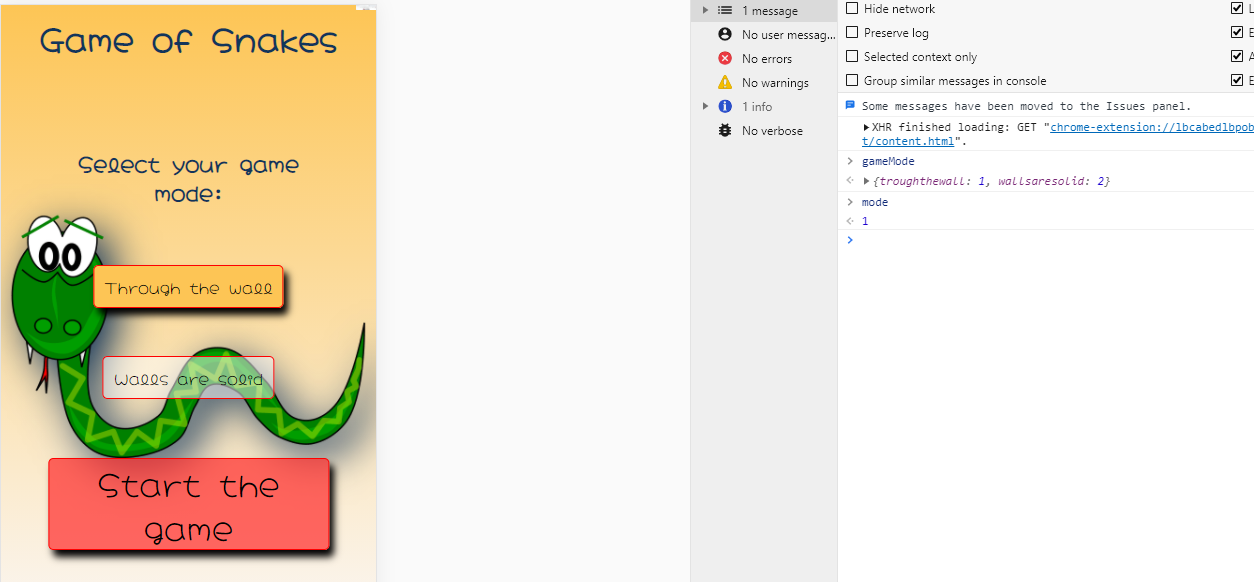 Game of Snakes
Select your game
mode:
Through the wall
Walls are solid
Start the
game
1 message
No user messag...
No errors
No warnings
1 info
No verbose
Hide network
Preserve log
Selected context only
Group similar messages in console
L
E
A
E
Some messages have been moved to the Issues panel.
XHR finished loading: GET "chrome-extension://lbcabedlbpob
t/content.html".
gameMode
{troughthewall: 1, wallsaresolid: 2}
mode
1